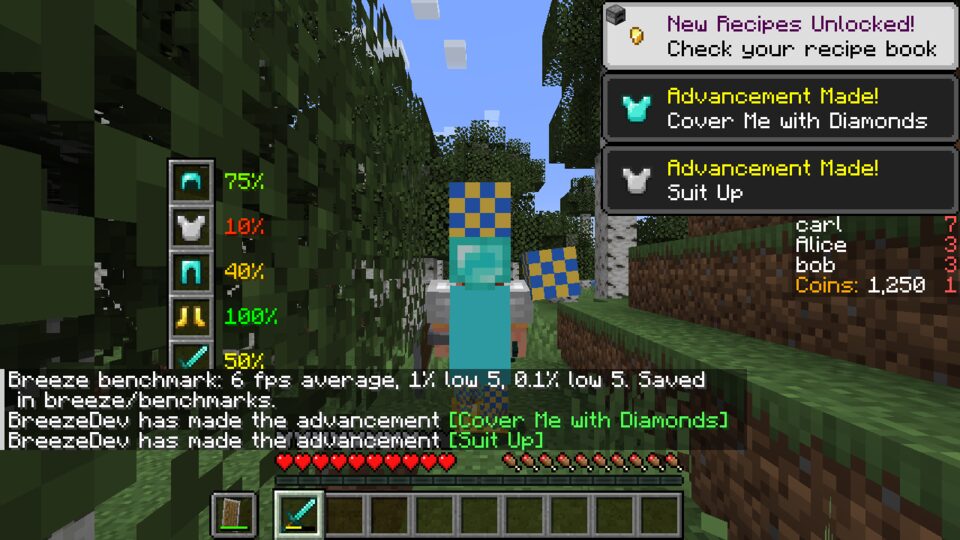 New Recipes Unlocked!
Check your recipe book
Advancement Made!
Cover Me with Diamonds
Advancement Made!
Suit Up
75%
10%
40%
100%
50%
carl 7
Alice 3
bob 3
Coins: 1,250 1
Breeze benchmark: 6 fps average, 1% low 5, 0.1% low 5. Saved
in breeze/benchmarks.
BreezeDev has made the advancement [Cover Me with Diamonds]
BreezeDev has made the advancement [Suit Up]